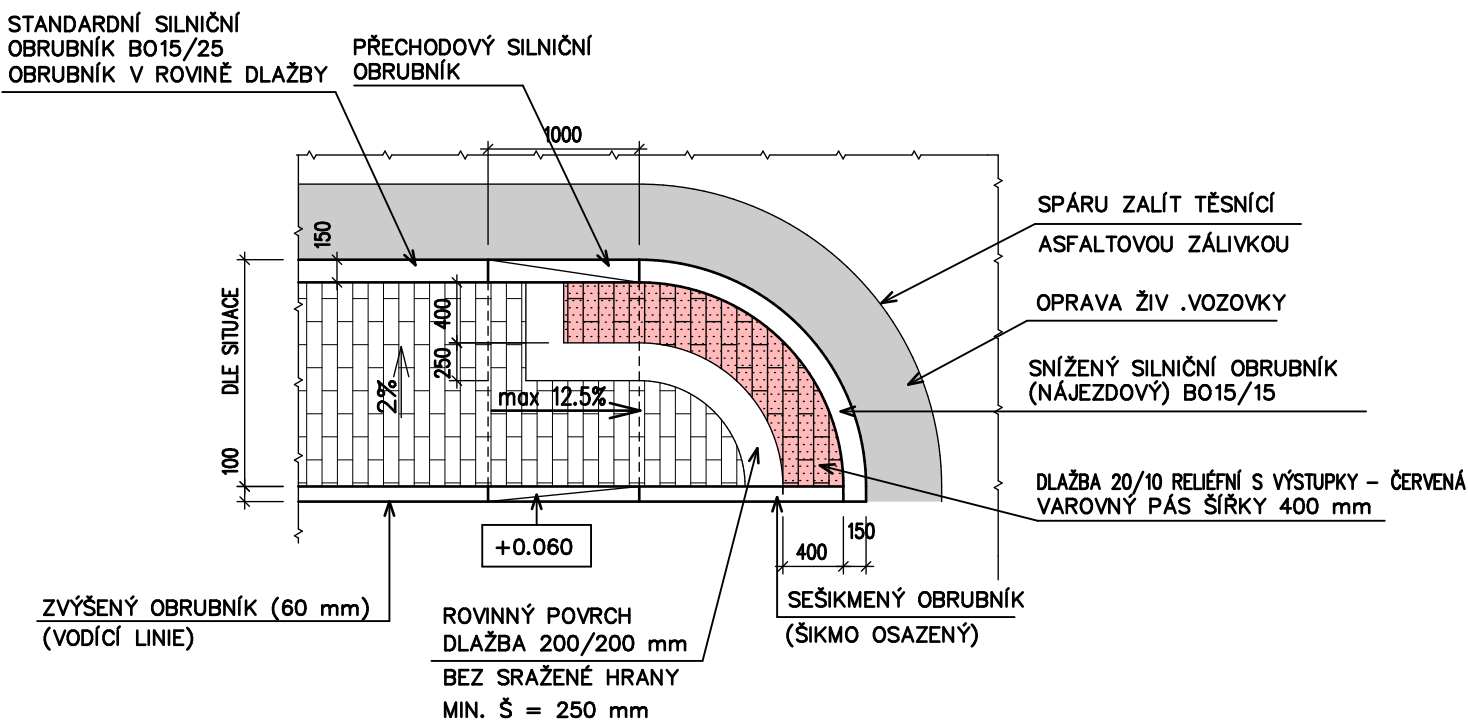 STANDARDNÍ SILNIČNÍ
OBRUBNÍK BO15/25
OBRUBNÍK V ROVINĚ DLAŽBY
PŘECHODOVÝ SILNIČNÍ
OBRUBNÍK
1000
150
DLE SITUACE
100
400
250
2%
max 12.5%
SPÁRU ZALÍT TĚSNÍCÍ
ASFALTOVOU ZÁLIVKOU
OPRAVA ŽIV .VOZOVKY
SNÍŽENÝ SILNIČNÍ OBRUBNÍK
(NÁJEZDOVÝ) BO15/15
DLAŽBA 20/10 RELIÉFNÍ S VÝSTUPKY – ČERVENÁ
VAROVNÝ PÁS ŠÍŘKY 400 mm
150
400
+0.060
ZVÝŠENÝ OBRUBNÍK (60 mm)
(VODÍCÍ LINIE)
ROVINNÝ POVRCH
DLAŽBA 200/200 mm
BEZ SRAŽENÉ HRANY
MIN. Š = 250 mm
SEŠIKMENÝ OBRUBNÍK
(ŠIKMO OSAZENÝ)